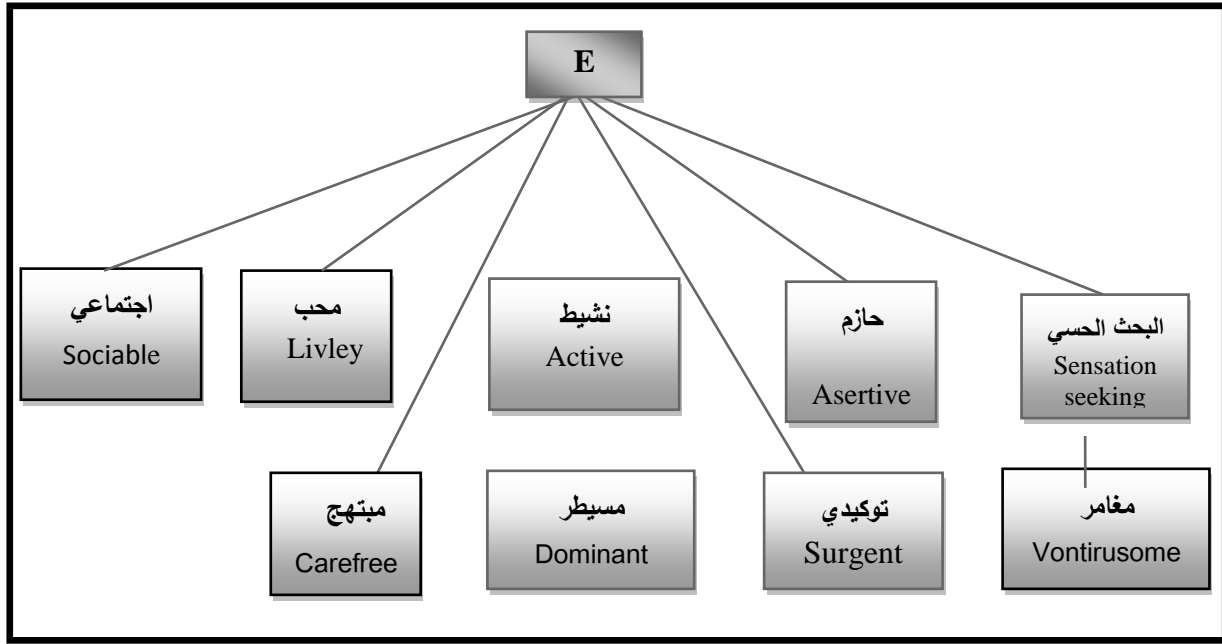 E
اجتماعي
Sociable
محب
Livley
نشيط
Active
حازم
Asertive
البحث الحسي
Sensation
seeking
مبتهج
Carefree
مسيطر
Dominant
توكيدي
Surgent
مغامر
Vontirusome